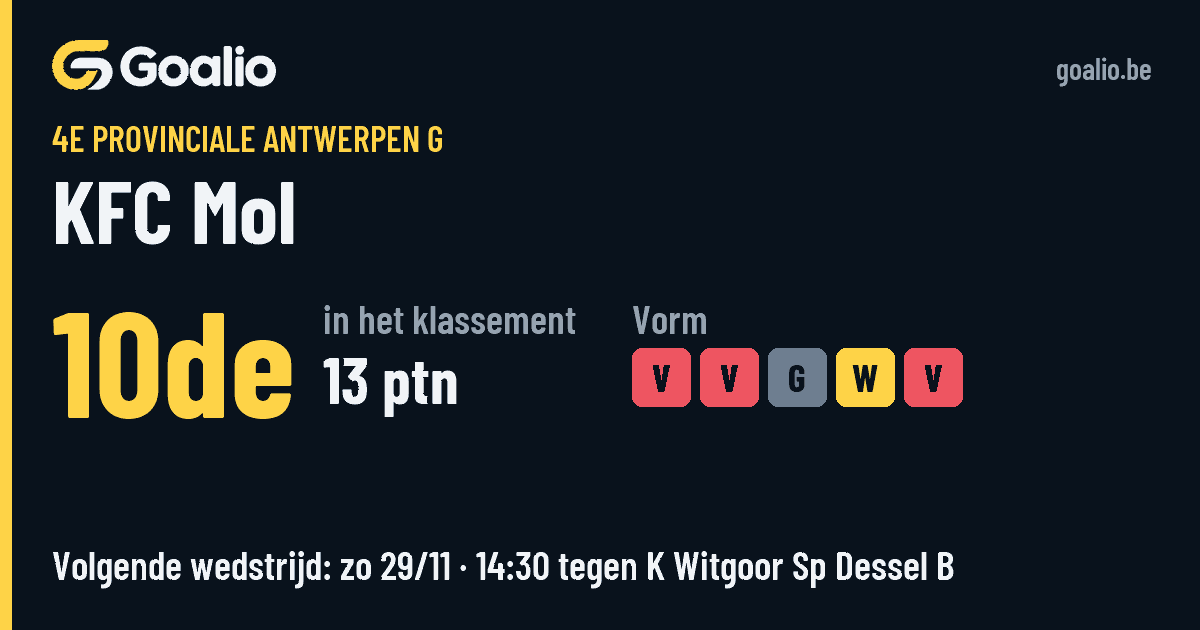 Goalio
goalio.be
4E PROVINCIALE ANTWERPEN G
KFC Mol
10de
in het klassement
13 ptn
Vorm
V V G W V
Volgende wedstrijd: zo 29/11 · 14:30 tegen K Witgoor Sp Dessel B